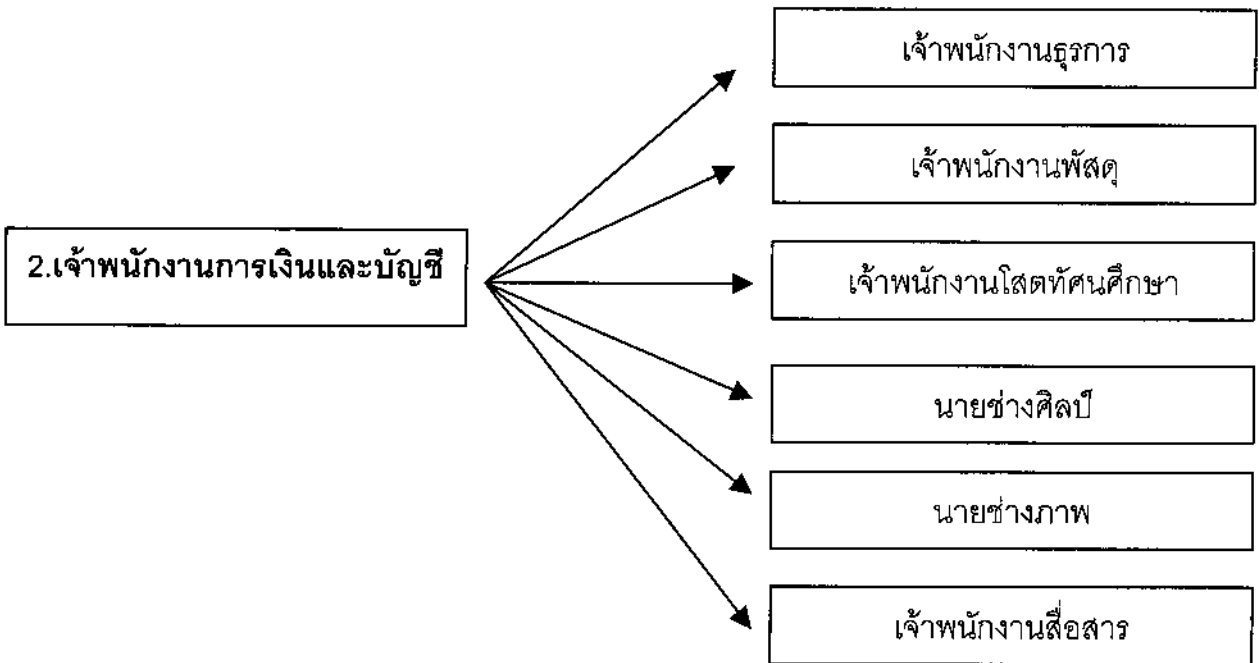 เจ้าพนักงานธุรการ
เจ้าพนักงานพัสดุ
2.เจ้าพนักงานการเงินและบัญชี
เจ้าพนักงานโสตทัศนศึกษา
นายช่างศิลป์
นายช่างภาพ
เจ้าพนักงานสื่อสาร